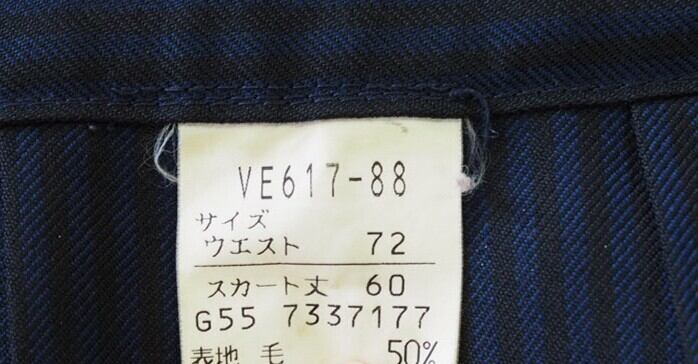 VE617-88
サイズ
ウエスト 72
スカート丈 60
G55 7337177
表地 毛 50%